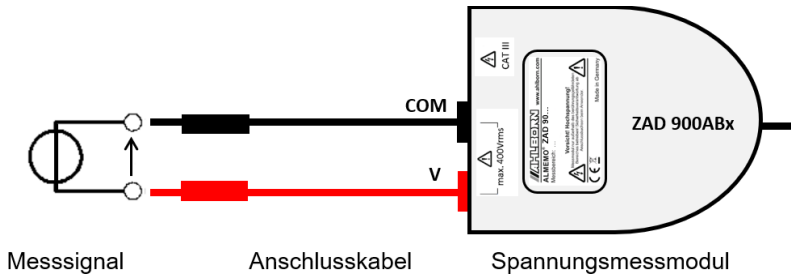 COM
V
CAT III
max. 400Vrms
AHLBORN
www.ahlborn.com
ALMEMO® ZAD 90...
Messbereich: ...
Vorsicht! Hochspannung!
Made in Germany
ZAD 900ABx
Messsignal
Anschlusskabel
Spannungsmessmodul